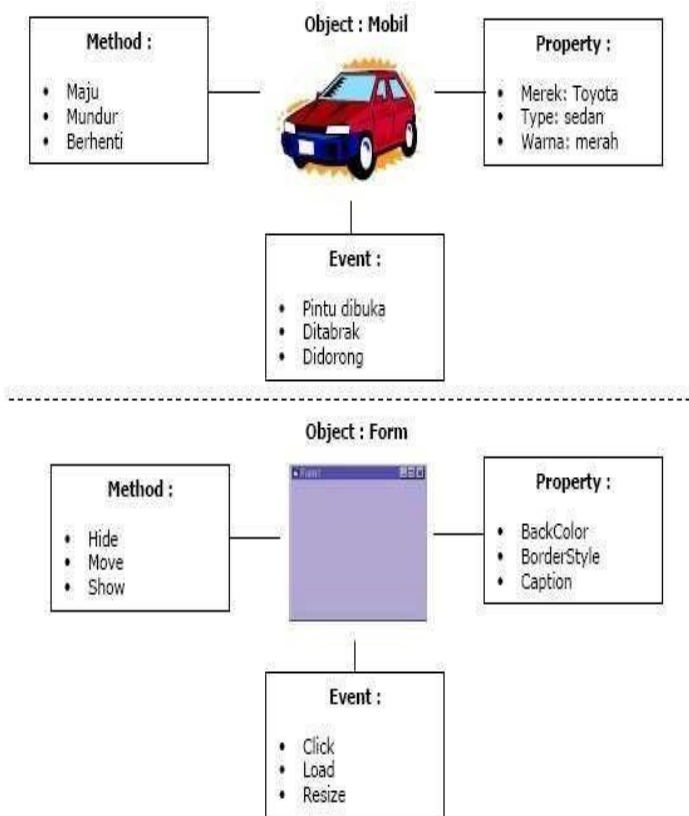 Object : Mobil
Method :
• Maju
• Mundur
• Berhenti
Property :
• Merek: Toyota
• Type: sedan
• Warna: merah
Event :
• Pintu dibuka
• Ditabrak
• Didorong
Object : Form
Method :
• Hide
• Move
• Show
Form1
Property :
• BackColor
• BorderStyle
• Caption
Event :
• Click
• Load
• Resize